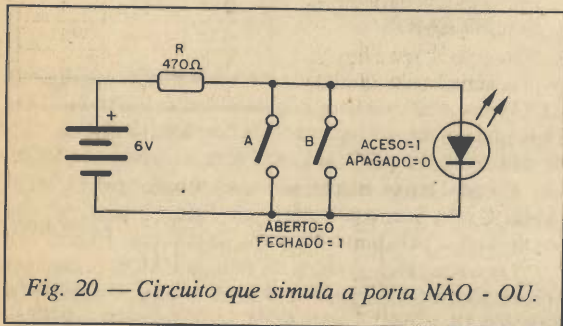 R
470Ω
+
6V
A
B
ACESO=1
APAGADO=0
ABERTO=0
FECHADO=1
Fig. 20 — Circuito que simula a porta NÃO - OU.